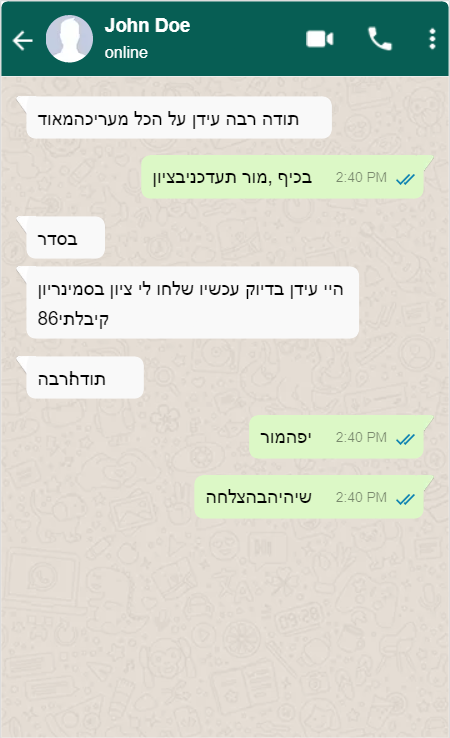 John Doe
online
תודה רבה עידן על הכל מעריכהמאוד
בכיף ,מור תעדכניבציון
2:40 PM
בסדר
היי עידן בדיוק עכשיו שלחו לי ציון בסמינריון
קיבלתי86
תודהרבה
יפהמור
2:40 PM
שיהיהבהצלחה
2:40 PM